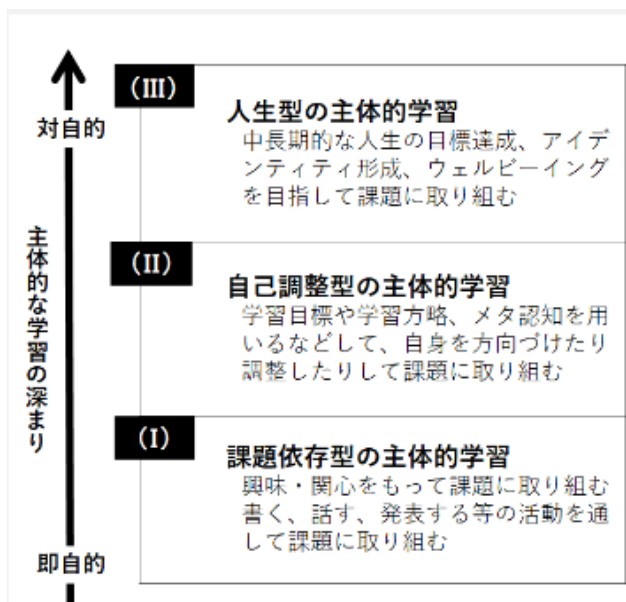 対自的
主体的な学習の深まり
即自的
(III)
人生型の主体的学習
中長期的な人生の目標達成、アイデ
ンティティ形成、ウェルビーイング
を目指して課題に取り組む
(II)
自己調整型の主体的学習
学習目標や学習方略、メタ認知を用
いるなどして、自身を方向づけたり
調整したりして課題に取り組む
(I)
課題依存型の主体的学習
興味・関心をもって課題に取り組む
書く、話す、発表する等の活動を通
して課題に取り組む